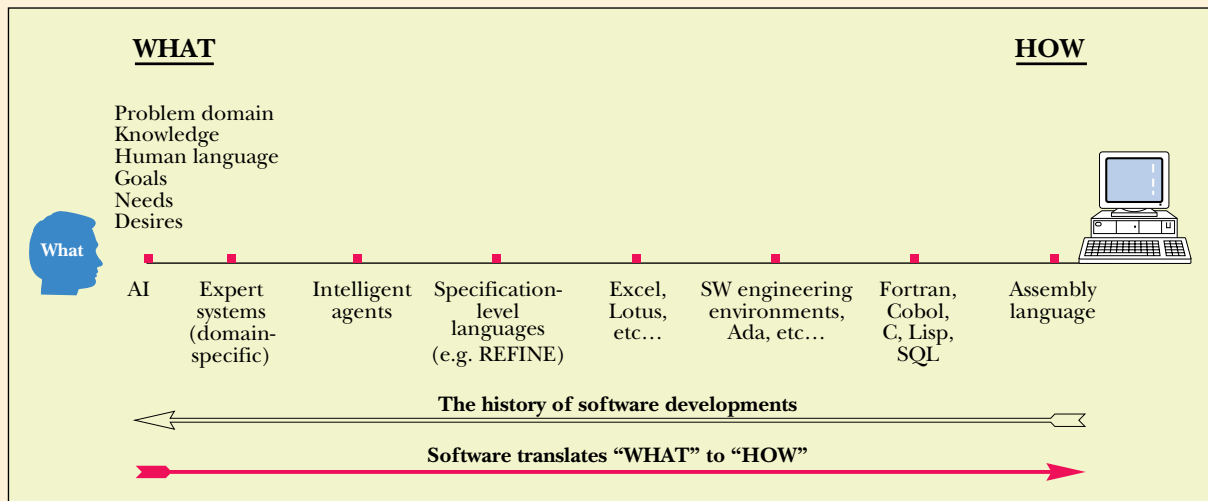 WHAT
HOW
Problem domain
Knowledge
Human language
Goals
Needs
Desires
What
AI
Expert
systems
(domain-
specific)
Intelligent
agents
Specification-
level
languages
(e.g. REFINE)
Excel,
Lotus,
etc…
SW engineering
environments,
Ada, etc…
Fortran,
Cobol,
C, Lisp,
SQL
Assembly
language
The history of software developments
Software translates “WHAT” to “HOW”